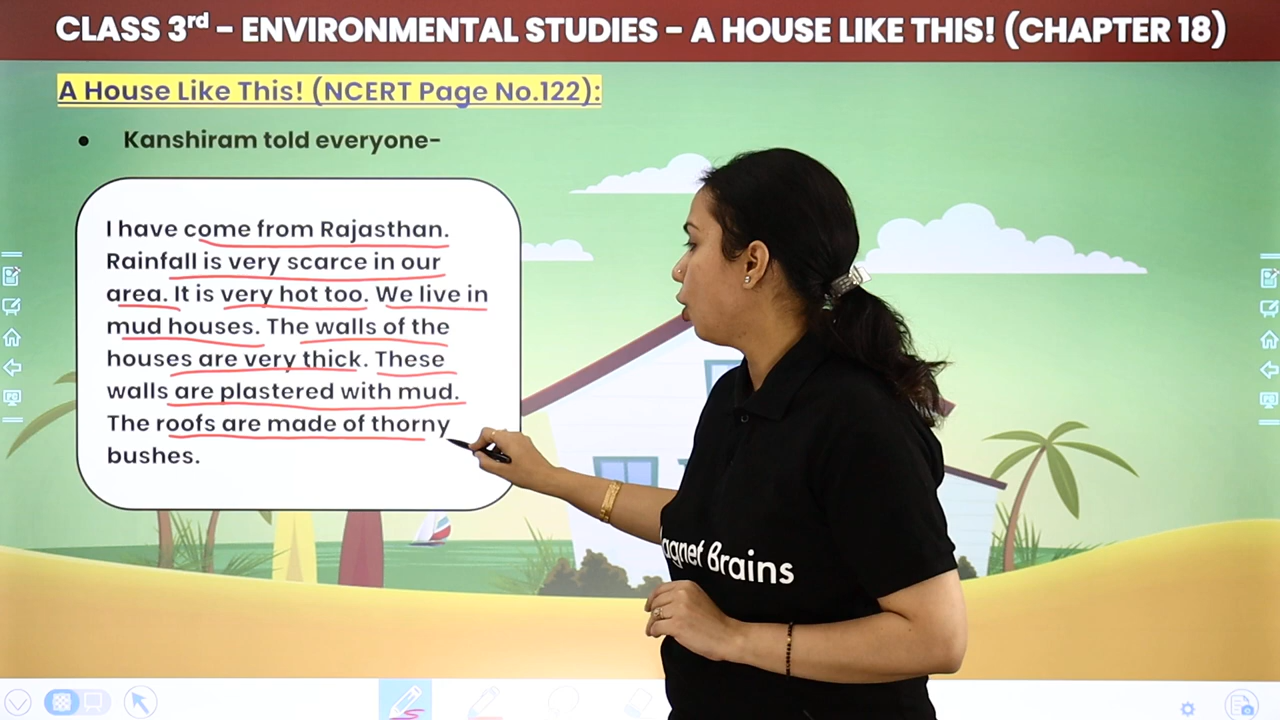 CLASS 3rd - ENVIRONMENTAL STUDIES - A HOUSE LIKE THIS! (CHAPTER 18)
A House Like This! (NCERT Page No.122):
• Kanshiram told everyone-
I have come from Rajasthan.
Rainfall is very scarce in our
area. It is very hot too. We live in
mud houses. The walls of the
houses are very thick. These
walls are plastered with mud.
The roofs are made of thorny
bushes.
agnet Brains